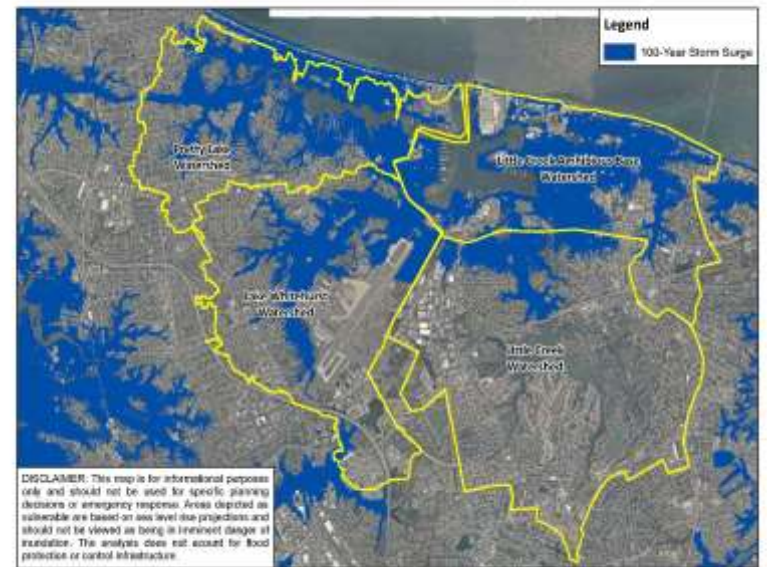 Legend
100-Year Storm Surge
Pretty Lake
Watershed
Little Creek Amphibious Base
Watershed
Lake Whitehurst
Watershed
Little Creek
Watershed
DISCLAIMER: This map is for informational purposes
only and should not be used for specific planning
decisions or emergency response. Areas depicted as
vulnerable are based on sea level rise projections and
should not be viewed as being in imminent danger of
inundation. The analysis does not account for flood
protection or control infrastructure.